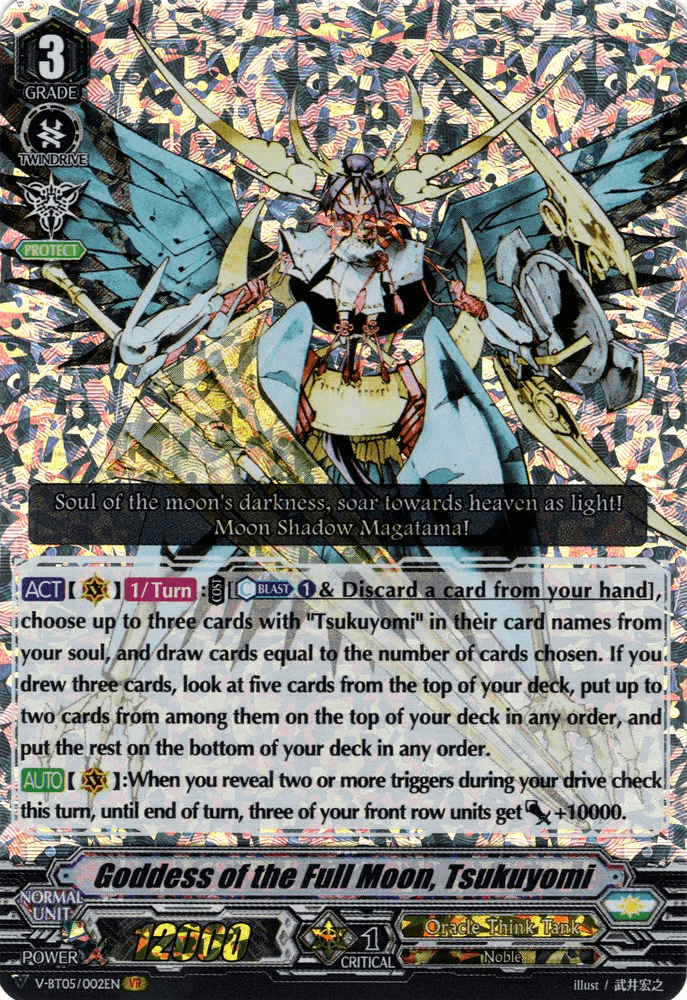 3
GRADE
TWINDRIVE
PROTECT
Soul of the moon's darkness, soar towards heaven as light!
Moon Shadow Magatama!
ACT【 】1/Turn :COST[C BLAST 1 & Discard a card from your hand],
choose up to three cards with "Tsukuyomi" in their card names from
your soul, and draw cards equal to the number of cards chosen. If you
drew three cards, look at five cards from the top of your deck, put up to
two cards from among them on the top of your deck in any order, and
put the rest on the bottom of your deck in any order.
AUTO【 】:When you reveal two or more triggers during your drive check
this turn, until end of turn, three of your front row units get +10000.
Goddess of the Full Moon, Tsukuyomi
NORMAL
UNIT
POWER
12000
1
CRITICAL
Oracle Think Tank
Noble
V-BT05/002EN VR
illust / 武井宏之